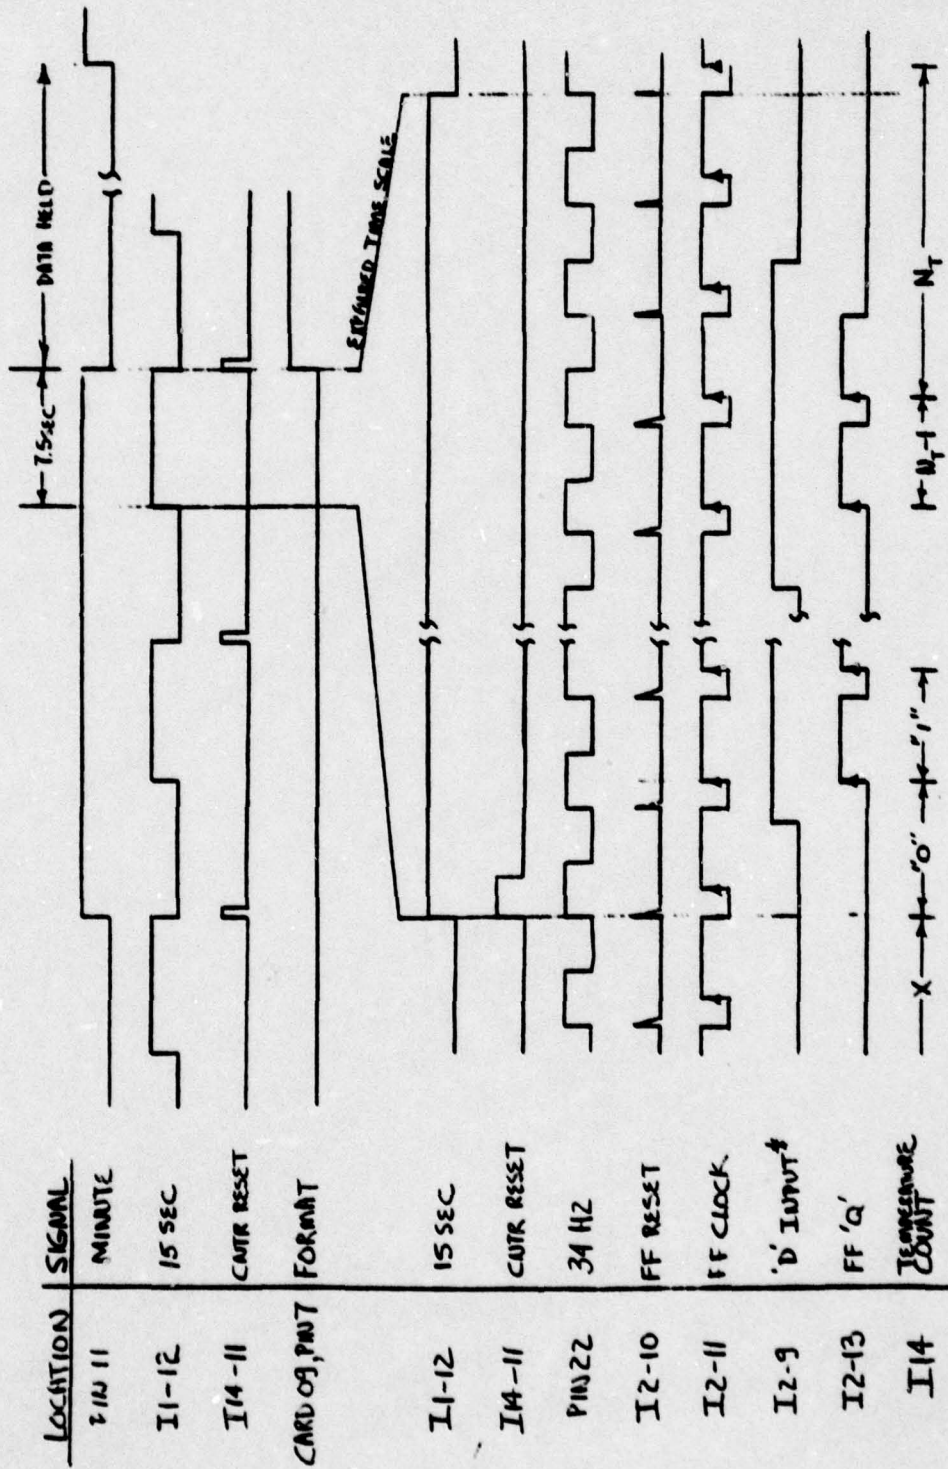 LOCATION SIGNAL
PIN 11 MINUTE
I1-12 15 SEC
I14-11 CNTR RESET
CARD 09, PIN 7 FORMAT
7.5 SEC DATA HELD
EXPANDED TIME SCALE
I1-12 15 SEC
I14-11 CNTR RESET
PIN 22 34 HZ
I2-10 FF RESET
I2-11 FF CLOCK
I2-9 'D' INPUT*
I2-13 FF 'Q'
I14 TEMPERATURE COUNT
X "0" "1" N_T-1 N_T